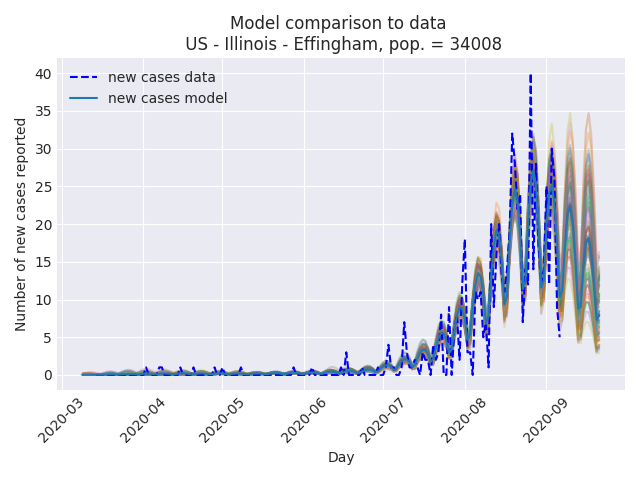 Model comparison to data
US - Illinois - Effingham, pop. = 34008
new cases data
new cases model
Number of new cases reported
40
35
30
25
20
15
10
5
0
2020-03
2020-04
2020-05
2020-06
2020-07
2020-08
2020-09
Day